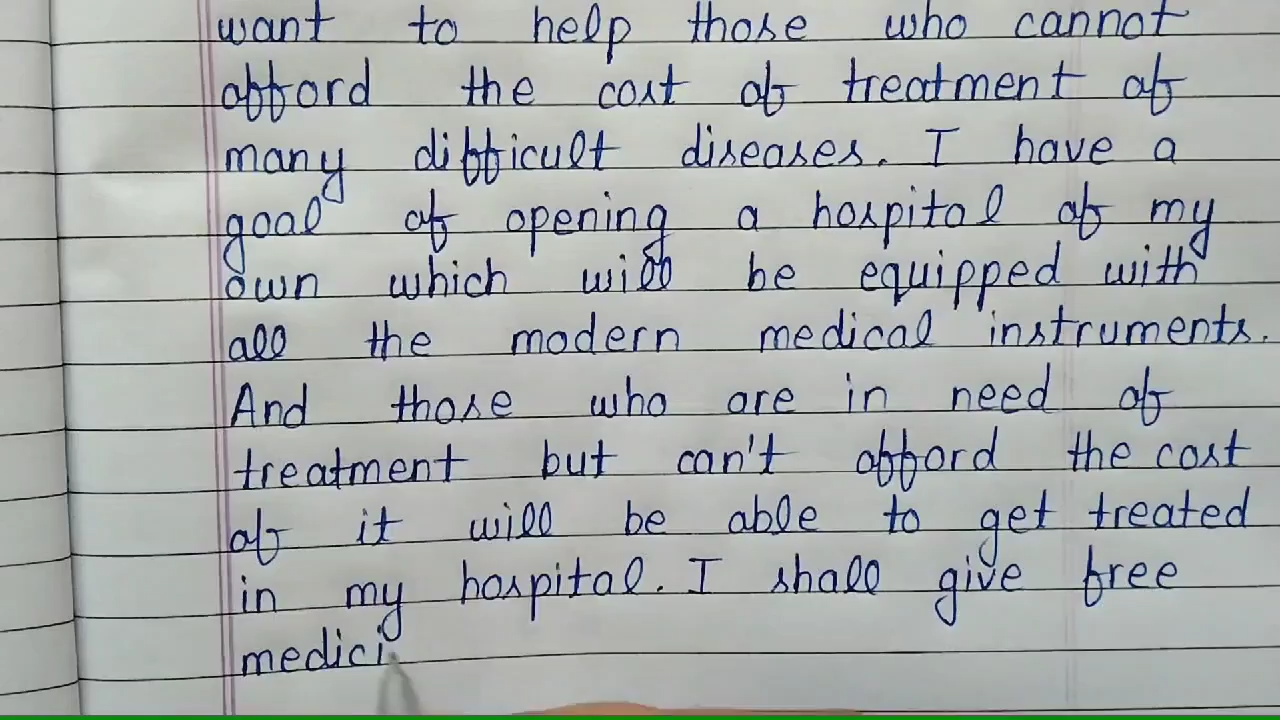 want to help those who cannot
afford the cost of treatment of
many difficult diseases. I have a
goal of opening a hospital of my
own which will be equipped with
all the modern medical instruments.
And those who are in need of
treatment but can't afford the cost
of it will be able to get treated
in my hospital. I shall give free
medici